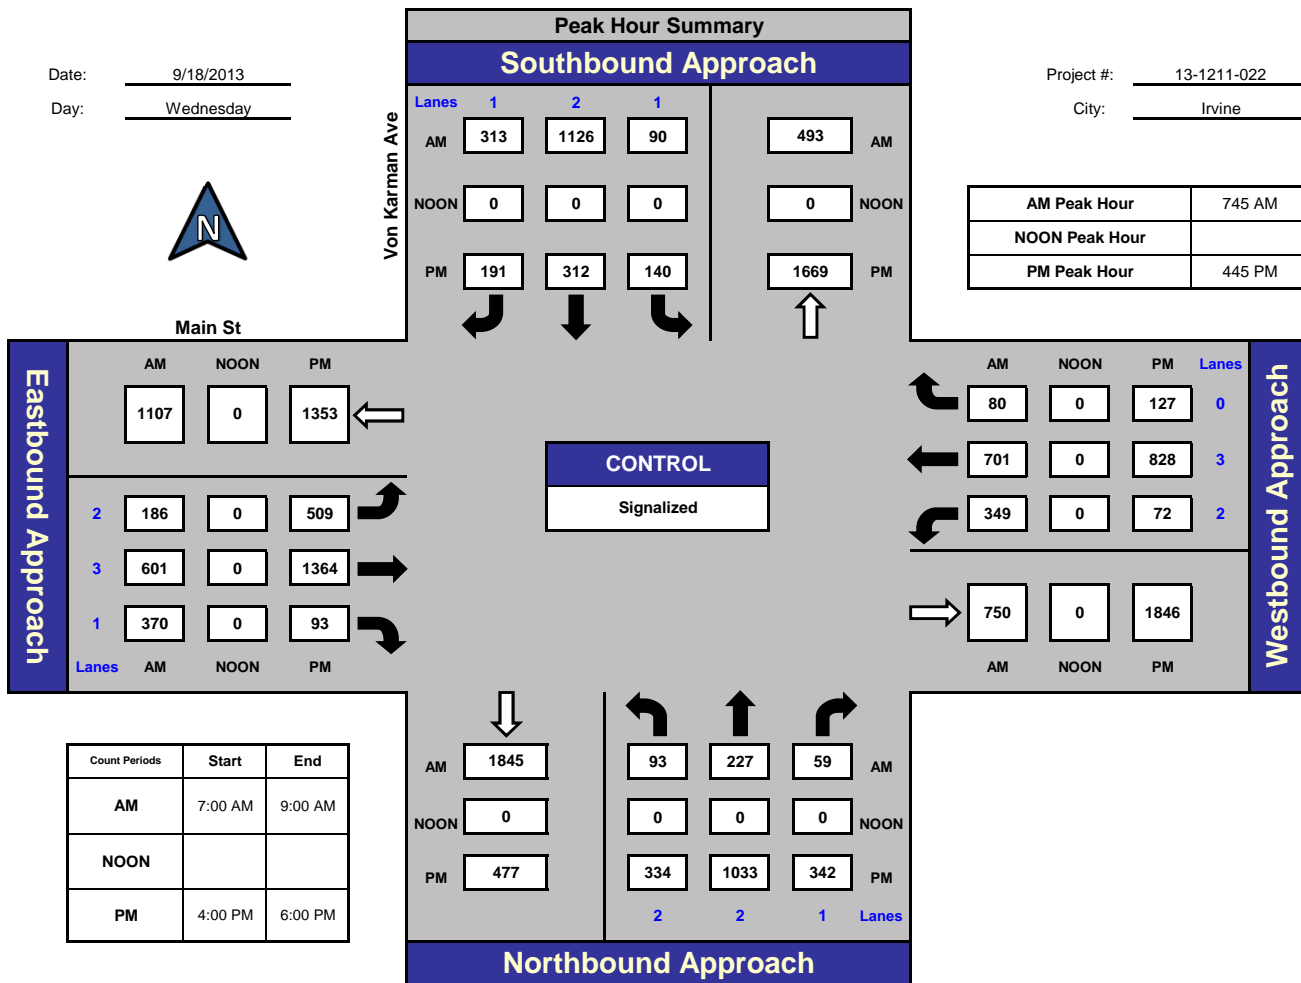 Peak Hour Summary
Southbound Approach
Date: 9/18/2013
Day: Wednesday
Project #: 13-1211-022
City: Irvine
Von Karman Ave
Lanes 1 2 1
AM 313 1126 90 493 AM
NOON 0 0 0 0 NOON
PM 191 312 140 1669 PM
N
AM Peak Hour 745 AM
NOON Peak Hour
PM Peak Hour 445 PM
Main St
Eastbound Approach
AM NOON PM
1107 0 1353
2 186 0 509
3 601 0 1364
1 370 0 93
Lanes AM NOON PM
CONTROL
Signalized
AM NOON PM Lanes
80 0 127 0
701 0 828 3
349 0 72 2
750 0 1846
AM NOON PM
Westbound Approach
Count Periods Start End
AM 7:00 AM 9:00 AM
NOON
PM 4:00 PM 6:00 PM
AM 1845 93 227 59 AM
NOON 0 0 0 0 NOON
PM 477 334 1033 342 PM
2 2 1 Lanes
Northbound Approach